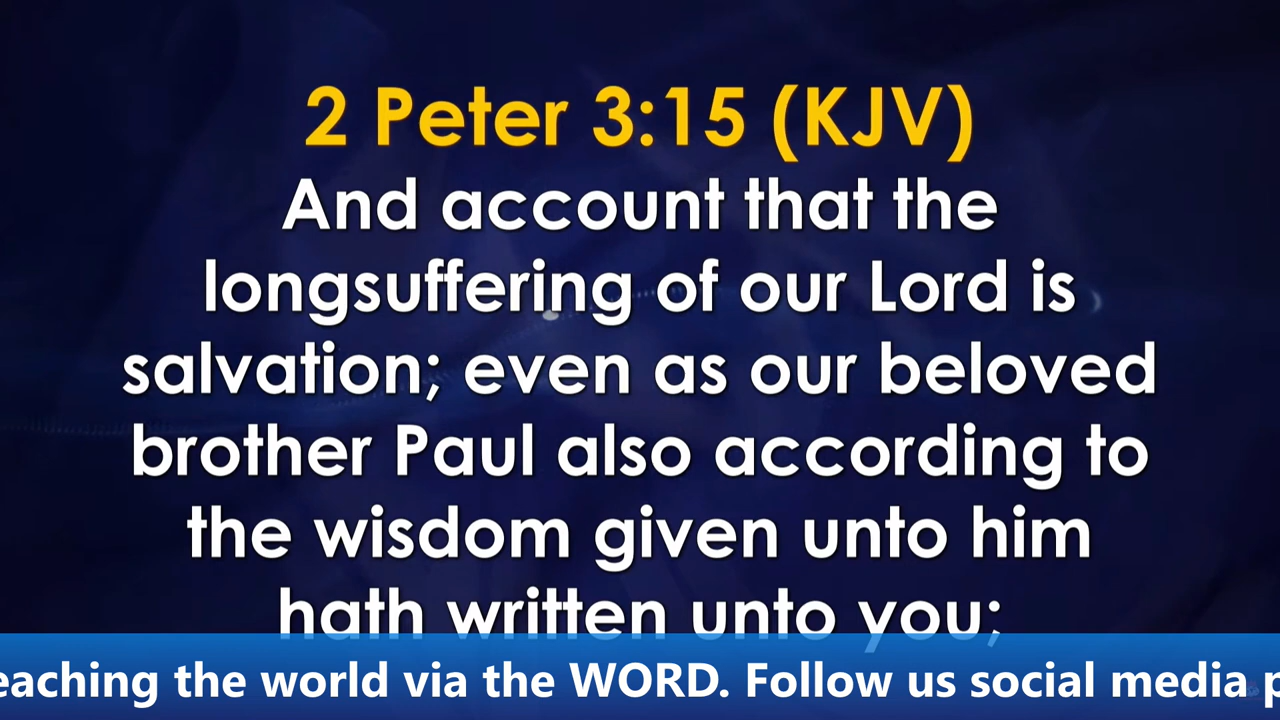 2 Peter 3:15 (KJV)
And account that the
longsuffering of our Lord is
salvation; even as our beloved
brother Paul also according to
the wisdom given unto him
hath written unto you;
eaching the world via the WORD. Follow us social media p